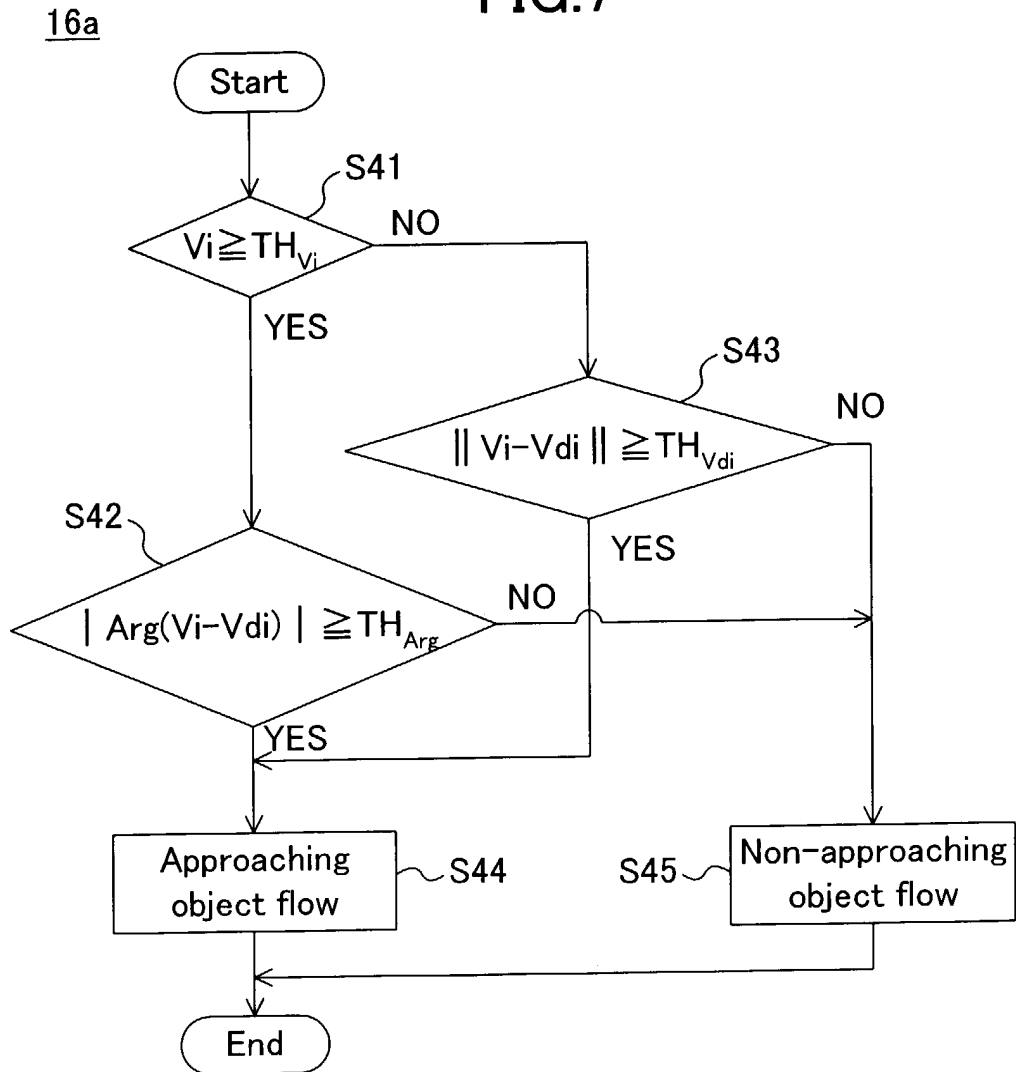 FIG.7
16a
Start
S41
Vi≧TH_Vi
NO
YES
S43
‖ Vi-Vdi ‖ ≧TH_Vdi
NO
YES
S42
| Arg(Vi-Vdi) | ≧TH_Arg
NO
YES
Approaching
object flow
S44
S45
Non-approaching
object flow
End